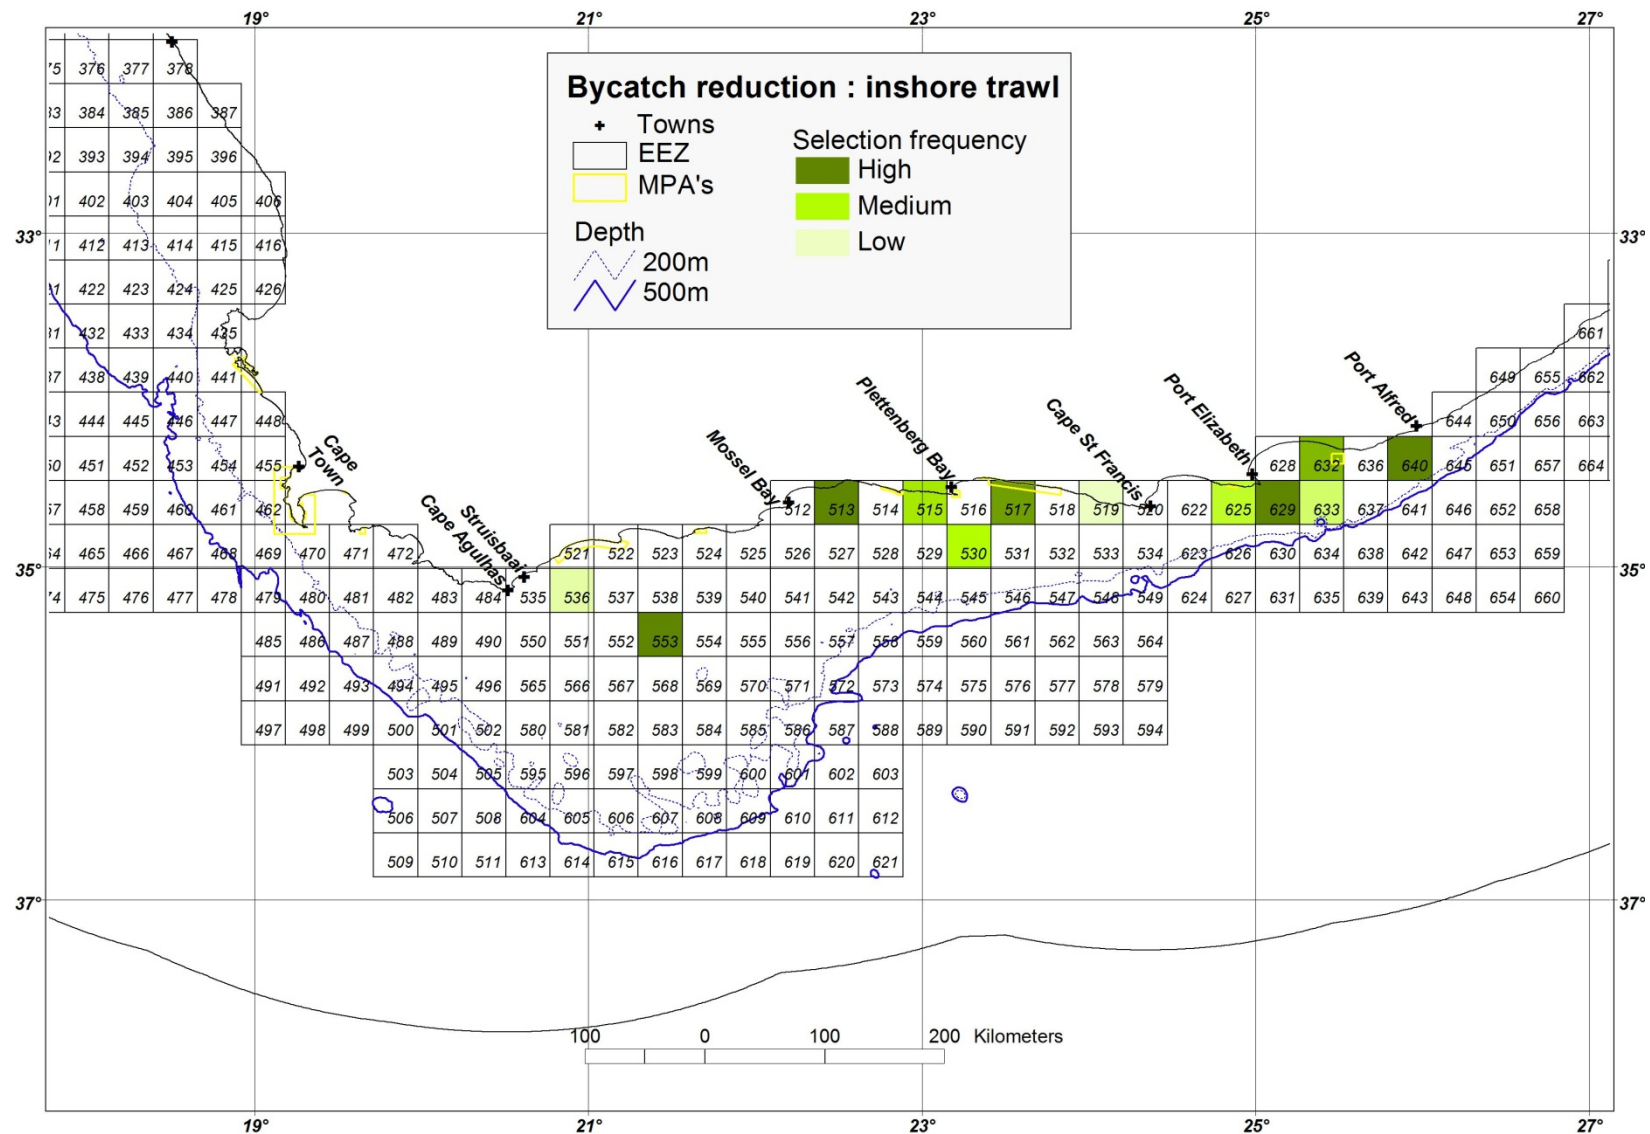 19° 21° 23° 25° 27°
Bycatch reduction : inshore trawl
Towns
EEZ
MPA's
Depth
200m
500m
Selection frequency
High
Medium
Low
33° 33°
35° 35°
37° 37°
Cape
Town
Cape Agulhas
Struisbaai
Mossel Bay
Plettenberg Bay
Cape St Francis
Port Elizabeth
Port Alfred
376 377 378
384 385 386 387
393 394 395 396
402 403 404 405 406
412 413 414 415 416
422 423 424 425 426
432 433 434 435 661
438 439 440 441 649 655 662
444 445 446 447 448 644 650 656 663
451 452 453 454 455 628 632 636 640 645 651 657 664
458 459 460 461 462 512 513 514 515 516 517 518 519 520 622 625 629 633 637 641 646 652 658
465 466 467 468 469 470 471 472 521 522 523 524 525 526 527 528 529 530 531 532 533 534 623 626 630 634 638 642 647 653 659
475 476 477 478 479 480 481 482 483 484 535 536 537 538 539 540 541 542 543 544 545 546 547 548 549 624 627 631 635 639 643 648 654 660
485 486 487 488 489 490 550 551 552 553 554 555 556 557 558 559 560 561 562 563 564
491 492 493 494 495 496 565 566 567 568 569 570 571 572 573 574 575 576 577 578 579
497 498 499 500 501 502 580 581 582 583 584 585 586 587 588 589 590 591 592 593 594
503 504 505 595 596 597 598 599 600 601 602 603
506 507 508 604 605 606 607 608 609 610 611 612
509 510 511 613 614 615 616 617 618 619 620 621
100 0 100 200 Kilometers
19° 21° 23° 25° 27°